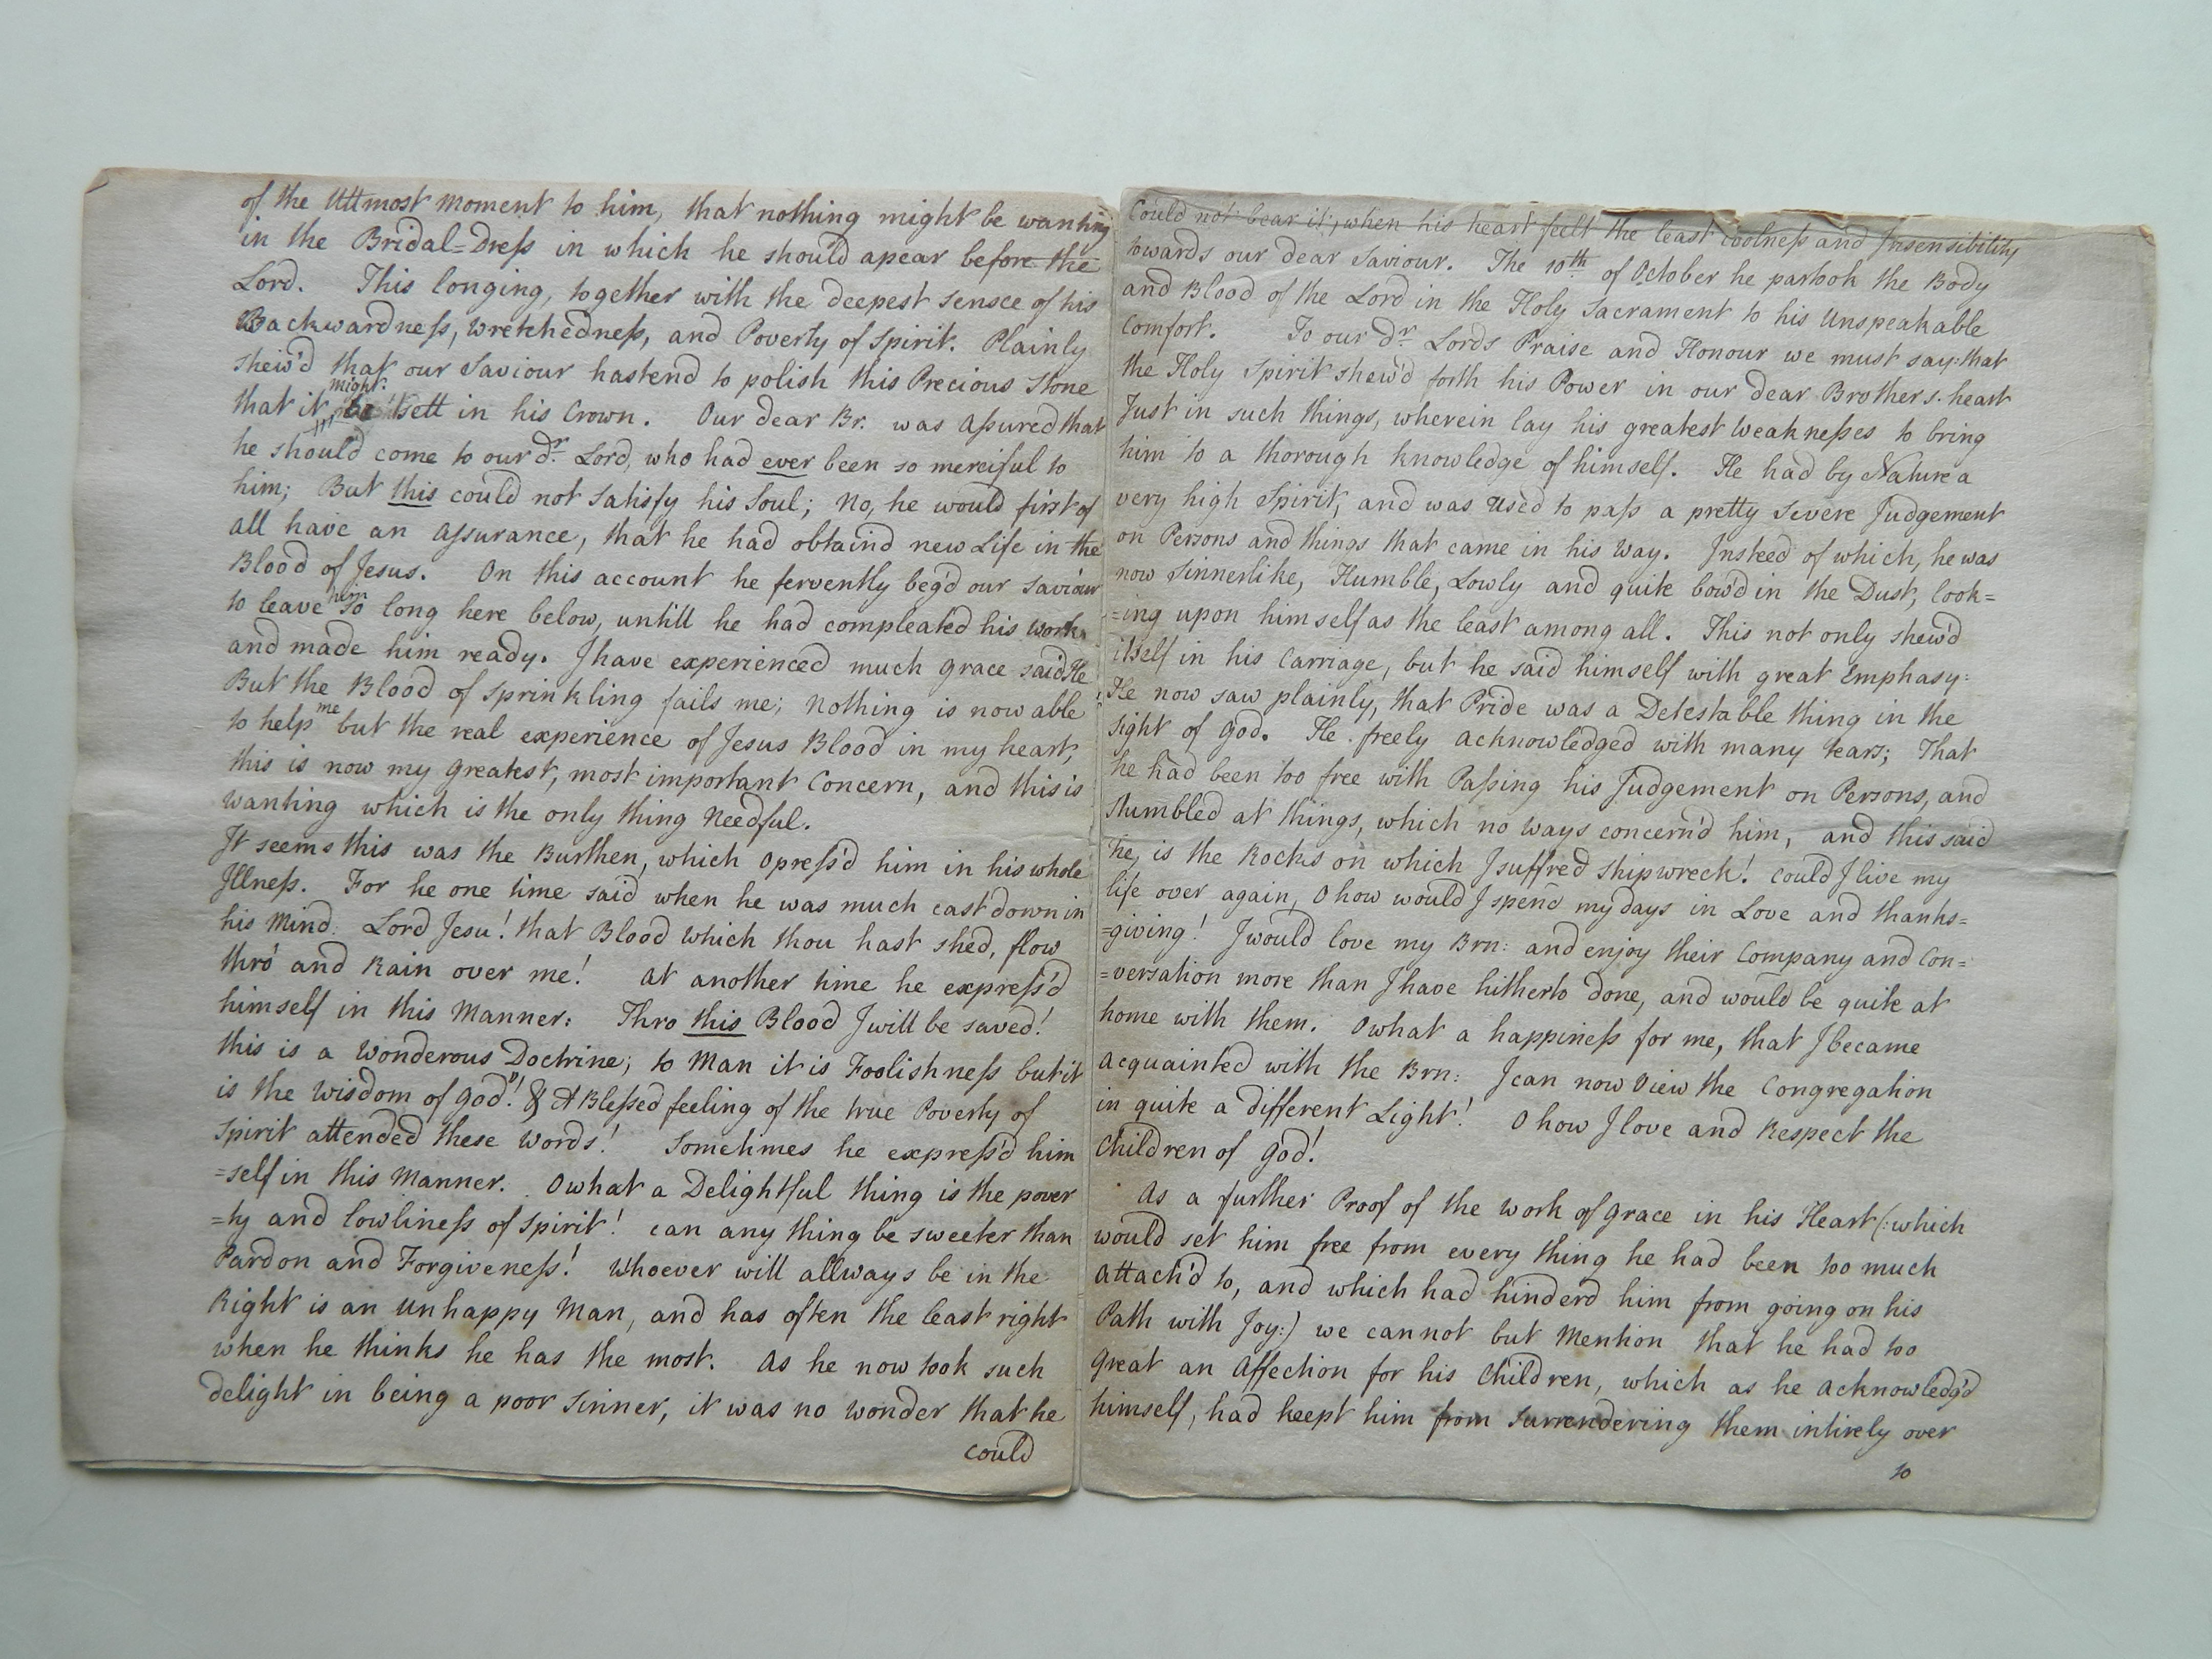 of the Uttmost Moment to him, that nothing might be wanting
in the Bridal=Dress in which he should apear before the
Lord. This longing, together with the deepest sensce of his
Backwardness, wretchedness, and Poverty of Spirit. Plainly
shew'd that our Saviour hastend to polish this Precious Stone
that it might be sett in his Crown. Our dear Br. was assured that
he should come to our dr. Lord, who had ever been so merciful to
him; But this could not satisfy his Soul; No, he would first of
all have an assurance, that he had obtaind new Life in the
Blood of Jesus. On this account he fervently beg'd our Saviour
to leave him so long here below, untill he had compleated his work
and made him ready. I have experienced much grace said He
But the Blood of sprinkling fails me; Nothing is now able
to help me but the real experience of Jesus Blood in my heart,
this is now my greatest, most important Concern, and this is
wanting which is the only thing Needful.
It seems this was the Burthen, which opress'd him in his whole
Illness. For he one time said when he was much cast down in
his Mind: Lord Jesu! that Blood which thou hast shed, flow
thro' and Rain over me! At another time he express'd
himself in this Manner: Thro this Blood I will be saved!
this is a Wonderous Doctrine; to Man it is Foolishness but it
is the Wisdom of God"! & A Blessed feeling of the true Poverty of
Spirit attended these Words! Sometimes he express'd him
=self in this Manner. O what a Delightful thing is the pover
=ty and lowliness of Spirit! can any thing be sweeter than
Pardon and Forgiveness! Whoever will allways be in the
Right is an unhappy Man, and has often the least right
when he thinks he has the most. As he now took such
delight in being a poor Sinner, it was no wonder that he
could
Could not bear it, when his heart felt the least coolness and Insensibility
towards our dear Saviour. The 10th of October he partook the Body
and Blood of the Lord in the Holy Sacrament to his Unspeakable
Comfort. To our dr. Lords Praise and Honour we must say: that
the Holy Spirit shew'd forth his Power in our dear Brothers heart
Just in such things, wherein lay his greatest Weaknesses to bring
him to a thorough knowledge of himself. He had by Nature a
very high Spirit, and was used to pass a pretty severe Judgement
on Persons and things that came in his Way. Insteed of which, he was
now sinnerlike, Humble, Lowly and quite bow'd in the Dust, look=
=ing upon himself as the least among all. This not only shew'd
itself in his Carriage, but he said himself with great Emphasy:
He now saw plainly, that Pride was a Detestable thing in the
sight of God. He freely acknowledged with many tears; That
he had been too free with Passing his Judgement on Persons, and
stumbled at things, which no ways concern'd him, and this said
he, is the Rocks on which I suffred shipwreck! Could I live my
life over again, O how would I spend my days in Love and thanks=
=giving! I would love my Brn: and enjoy their Company and Con=
=versation more than I have hitherto done, and would be quite at
home with them. O what a happiness for me, that I became
acquainted with the Brn: I can now View the Congregation
in quite a different Light! O how I love and Respect the
Children of God!
As a further Proof of the Work of grace in his Heart (:which
would set him free from every thing he had been too much
attach'd to, and which had hinderd him from going on his
Path with Joy:) we cannot but Mention that he had too
Great an Affection for his Children, which as he acknowledg'd
himself, had keept him from Surrendering them intirely over
to